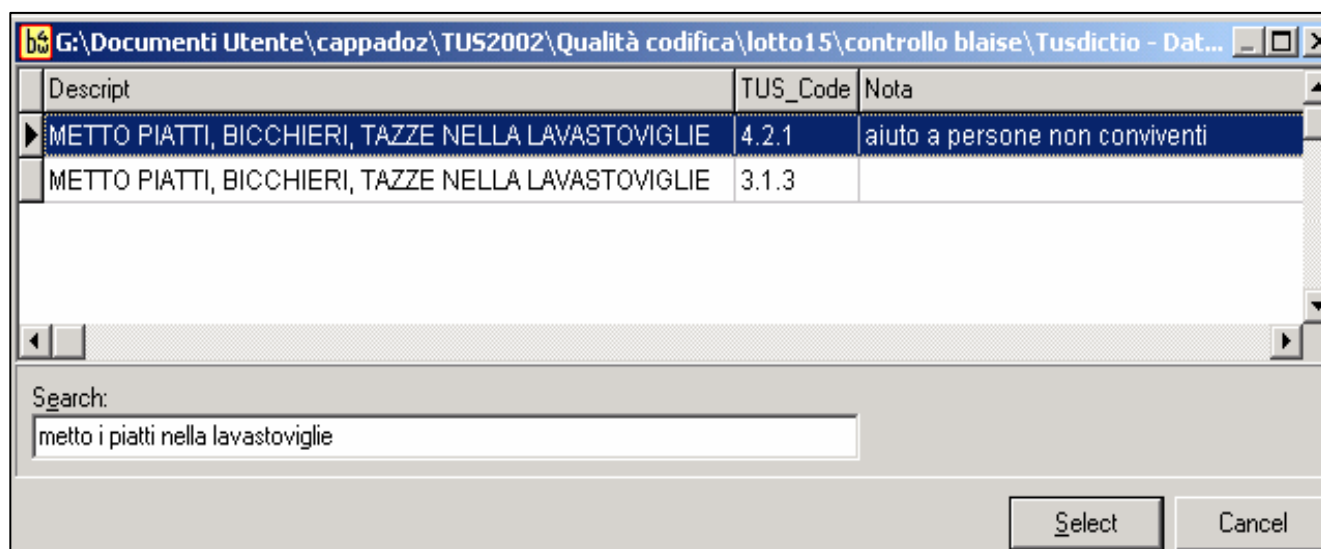 b4 G:\Documenti Utente\cappadoz\TUS2002\Qualità codifica\lotto15\controllo blaise\Tusdictio - Dat...
Descript TUS_Code Nota
METTO PIATTI, BICCHIERI, TAZZE NELLA LAVASTOVIGLIE 4.2.1 aiuto a persone non conviventi
METTO PIATTI, BICCHIERI, TAZZE NELLA LAVASTOVIGLIE 3.1.3
Search:
metto i piatti nella lavastoviglie
Select Cancel